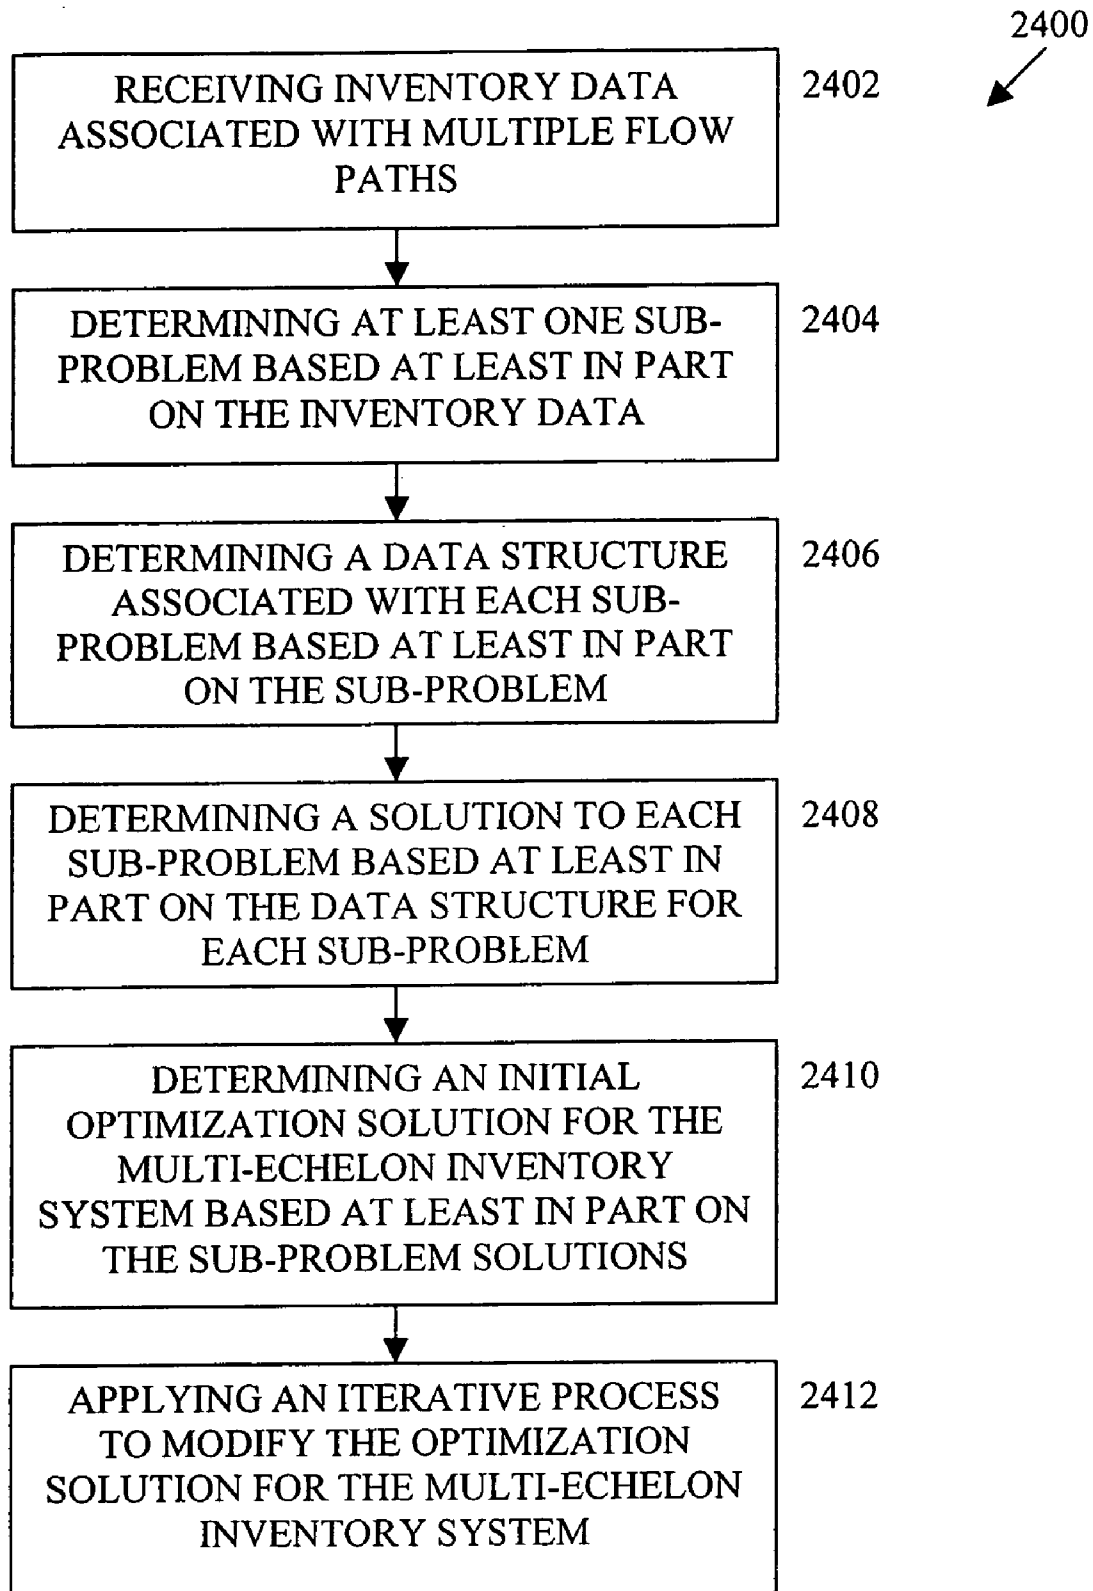 2400
RECEIVING INVENTORY DATA
ASSOCIATED WITH MULTIPLE FLOW
PATHS
2402
DETERMINING AT LEAST ONE SUB-
PROBLEM BASED AT LEAST IN PART
ON THE INVENTORY DATA
2404
DETERMINING A DATA STRUCTURE
ASSOCIATED WITH EACH SUB-
PROBLEM BASED AT LEAST IN PART
ON THE SUB-PROBLEM
2406
DETERMINING A SOLUTION TO EACH
SUB-PROBLEM BASED AT LEAST IN
PART ON THE DATA STRUCTURE FOR
EACH SUB-PROBLEM
2408
DETERMINING AN INITIAL
OPTIMIZATION SOLUTION FOR THE
MULTI-ECHELON INVENTORY
SYSTEM BASED AT LEAST IN PART ON
THE SUB-PROBLEM SOLUTIONS
2410
APPLYING AN ITERATIVE PROCESS
TO MODIFY THE OPTIMIZATION
SOLUTION FOR THE MULTI-ECHELON
INVENTORY SYSTEM
2412